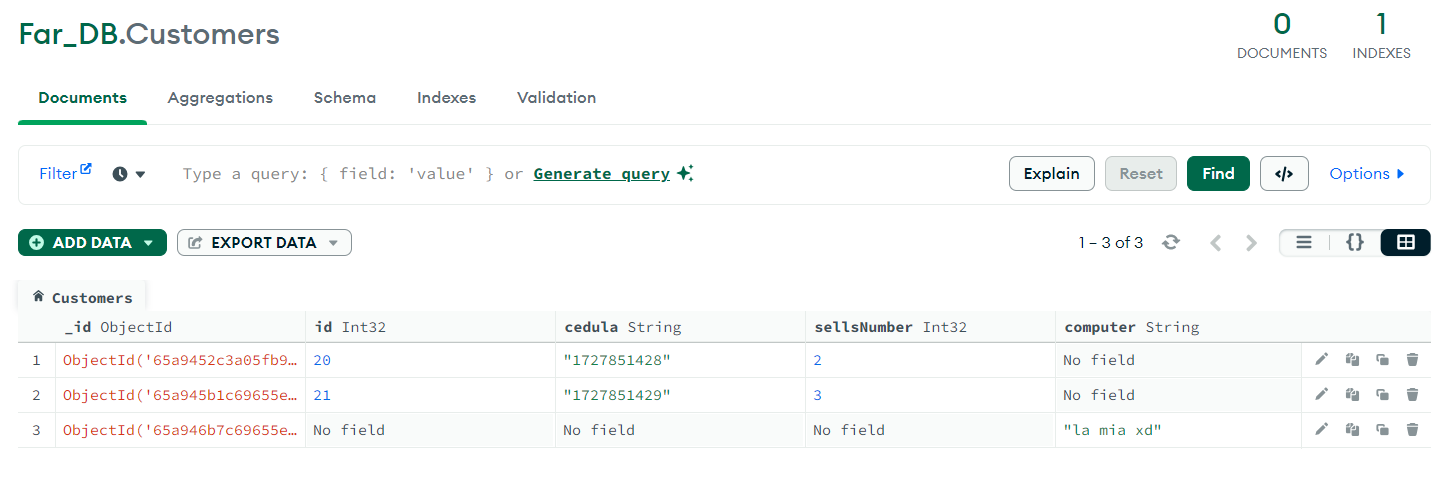 Far_DB.Customers
0
DOCUMENTS
1
INDEXES
Documents Aggregations Schema Indexes Validation
Filter Type a query: { field: 'value' } or Generate query Explain Reset Find </> Options
ADD DATA EXPORT DATA 1 – 3 of 3 {}
Customers
_id ObjectId id Int32 cedula String sellsNumber Int32 computer String
1 ObjectId('65a9452c3a05fb9… 20 "1727851428" 2 No field
2 ObjectId('65a945b1c69655e… 21 "1727851429" 3 No field
3 ObjectId('65a946b7c69655e… No field No field No field "la mia xd"